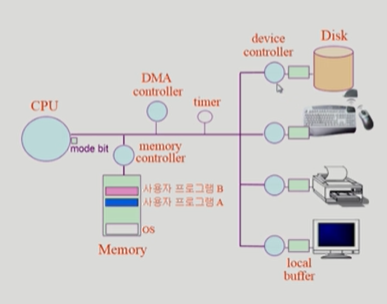 device
controller
Disk
DMA
controller
timer
CPU
mode bit
memory
controller
사용자 프로그램 B
사용자 프로그램 A
OS
Memory
local
buffer